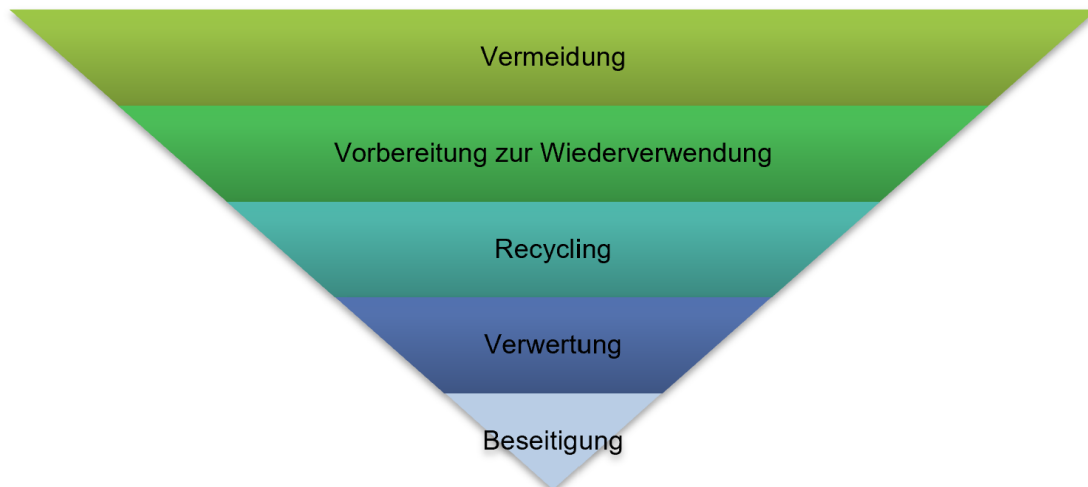 Vermeidung
Vorbereitung zur Wiederverwendung
Recycling
Verwertung
Beseitigung